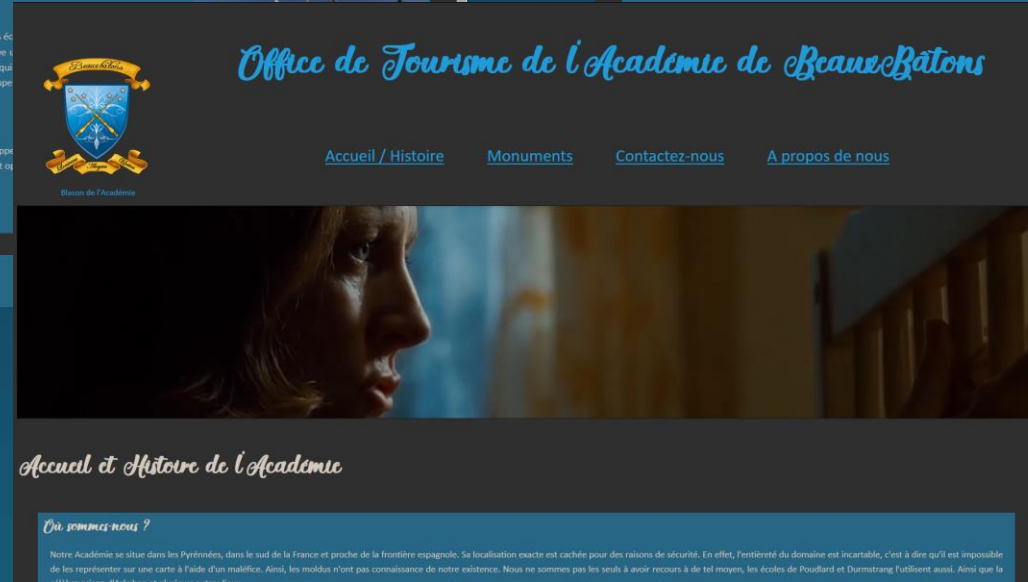 Office de Tourisme de l'Académie de BeauxBâtons
Beauxbâtons
Blason de l'Académie
Accueil / Histoire Monuments Contactez-nous A propos de nous
Accueil et Histoire de l'Académie
Où sommes-nous ?
Notre Académie se situe dans les Pyrénnées, dans le sud de la France et proche de la frontière espagnole. Sa localisation exacte est cachée pour des raisons de sécurité. En effet, l'entièreté du domaine est incartable, c'est à dire qu'il est impossible
de les représenter sur une carte à l'aide d'un maléfice. Ainsi, les moldus n'ont pas connaissance de notre existence. Nous ne sommes pas les seuls à avoir recours à de tel moyen, les écoles de Poudlard et Durmstrang l'utilisent aussi. Ainsi que la